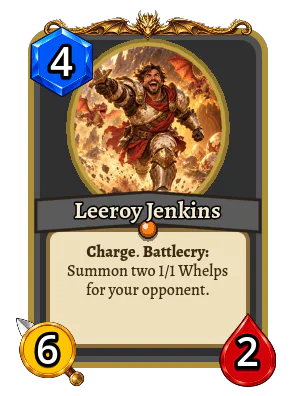 4
Leeroy Jenkins
Charge. Battlecry:
Summon two 1/1 Whelps
for your opponent.
6
2